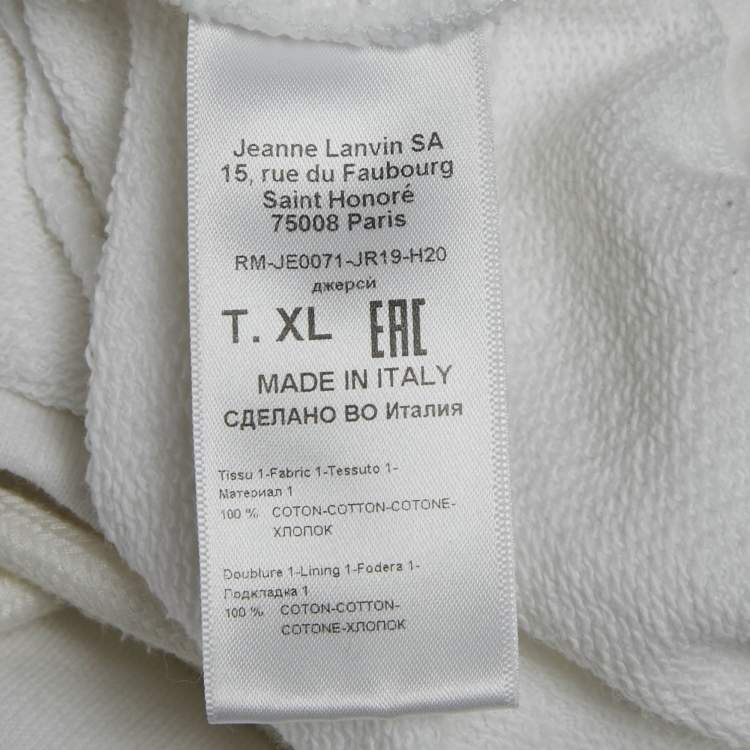 Jeanne Lanvin SA
15, rue du Faubourg
Saint Honoré
75008 Paris
RM-JE0071-JR19-H20
джерси
T. XL EAC
MADE IN ITALY
СДЕЛАНО ВО Италия
Tissu 1-Fabric 1-Tessuto 1-
Материал 1
100 % COTON-COTTON-COTONE-
ХЛОПОК
Doublure 1-Lining 1-Fodera 1-
Подкладка 1
100 % COTON-COTTON-
COTONE-ХЛОПОК